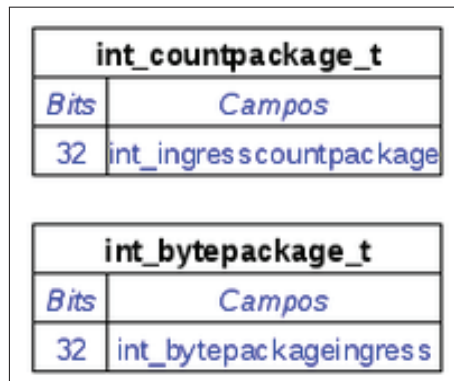 int_countpackage_t
Bits Campos
32 int_ingresscountpackage
int_bytepackage_t
Bits Campos
32 int_bytepackageingress